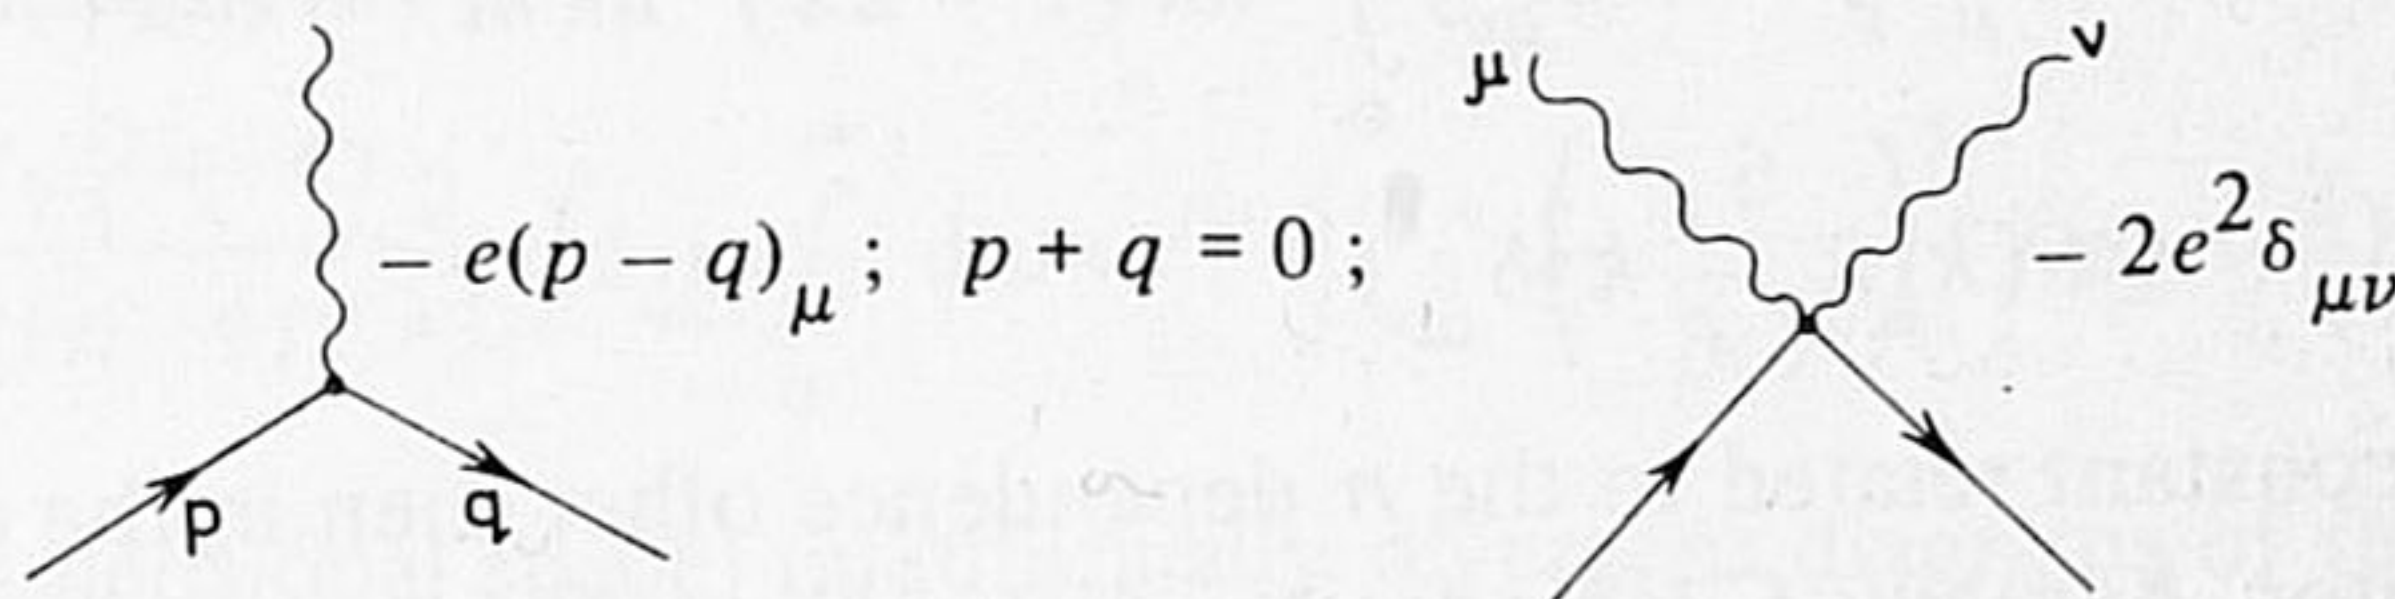 μ
ν
− e(p − q)μ ; p + q = 0 ;
− 2e²δμν
p
q